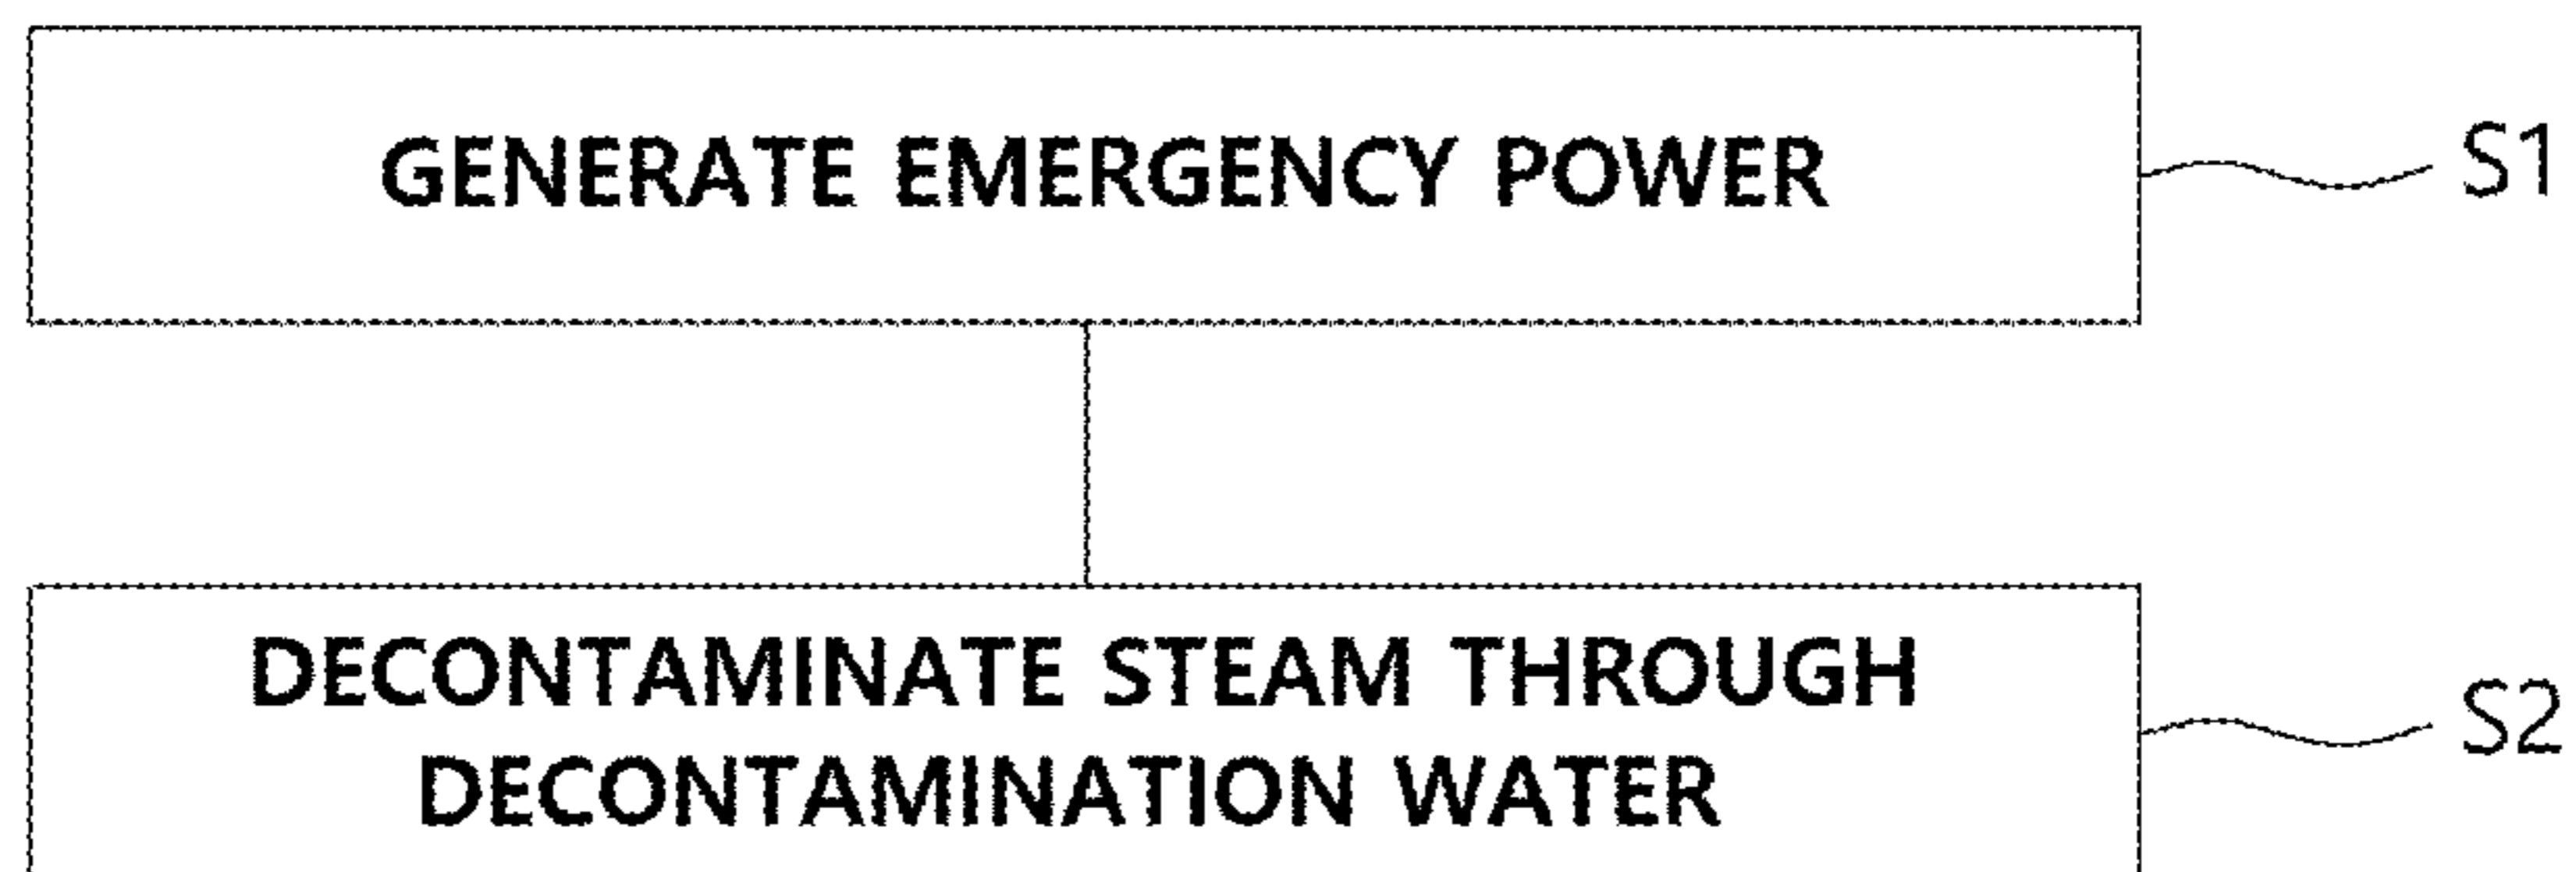 GENERATE EMERGENCY POWER
S1
DECONTAMINATE STEAM THROUGH
DECONTAMINATION WATER
S2